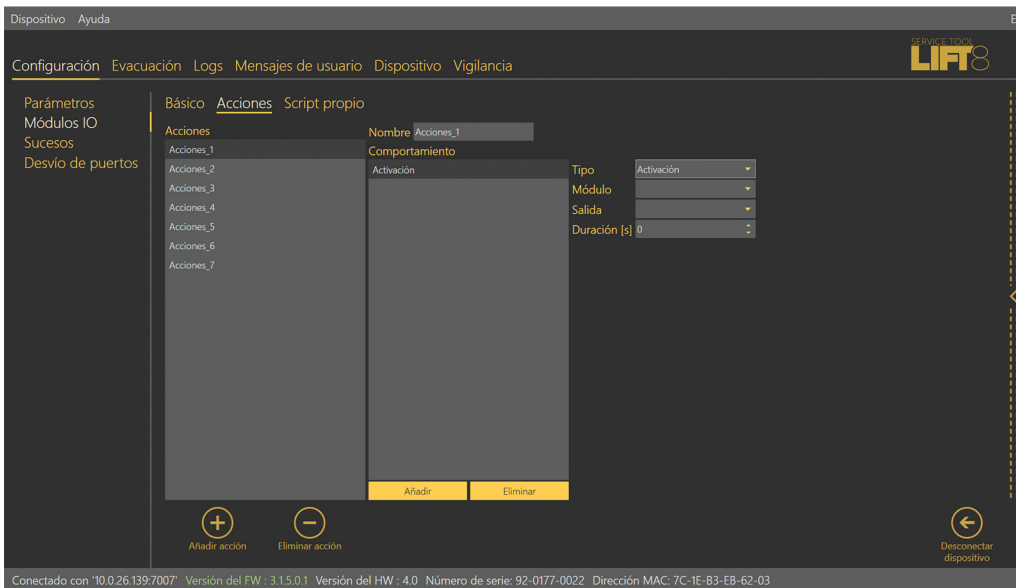 Dispositivo Ayuda
SERVICE TOOL
LIFT8
Configuración Evacuación Logs Mensajes de usuario Dispositivo Vigilancia
Parámetros
Módulos IO
Sucesos
Desvío de puertos
Básico Acciones Script propio
Acciones
Acciones_1
Acciones_2
Acciones_3
Acciones_4
Acciones_5
Acciones_6
Acciones_7
Nombre Acciones_1
Comportamiento
Activación
Tipo Activación
Módulo
Salida
Duración [s] 0
Añadir Eliminar
Añadir acción Eliminar acción
Desconectar
dispositivo
Conectado con '10.0.26.139:7007' Versión del FW : 3.1.5.0.1 Versión del HW : 4.0 Número de serie: 92-0177-0022 Dirección MAC: 7C-1E-B3-EB-62-03